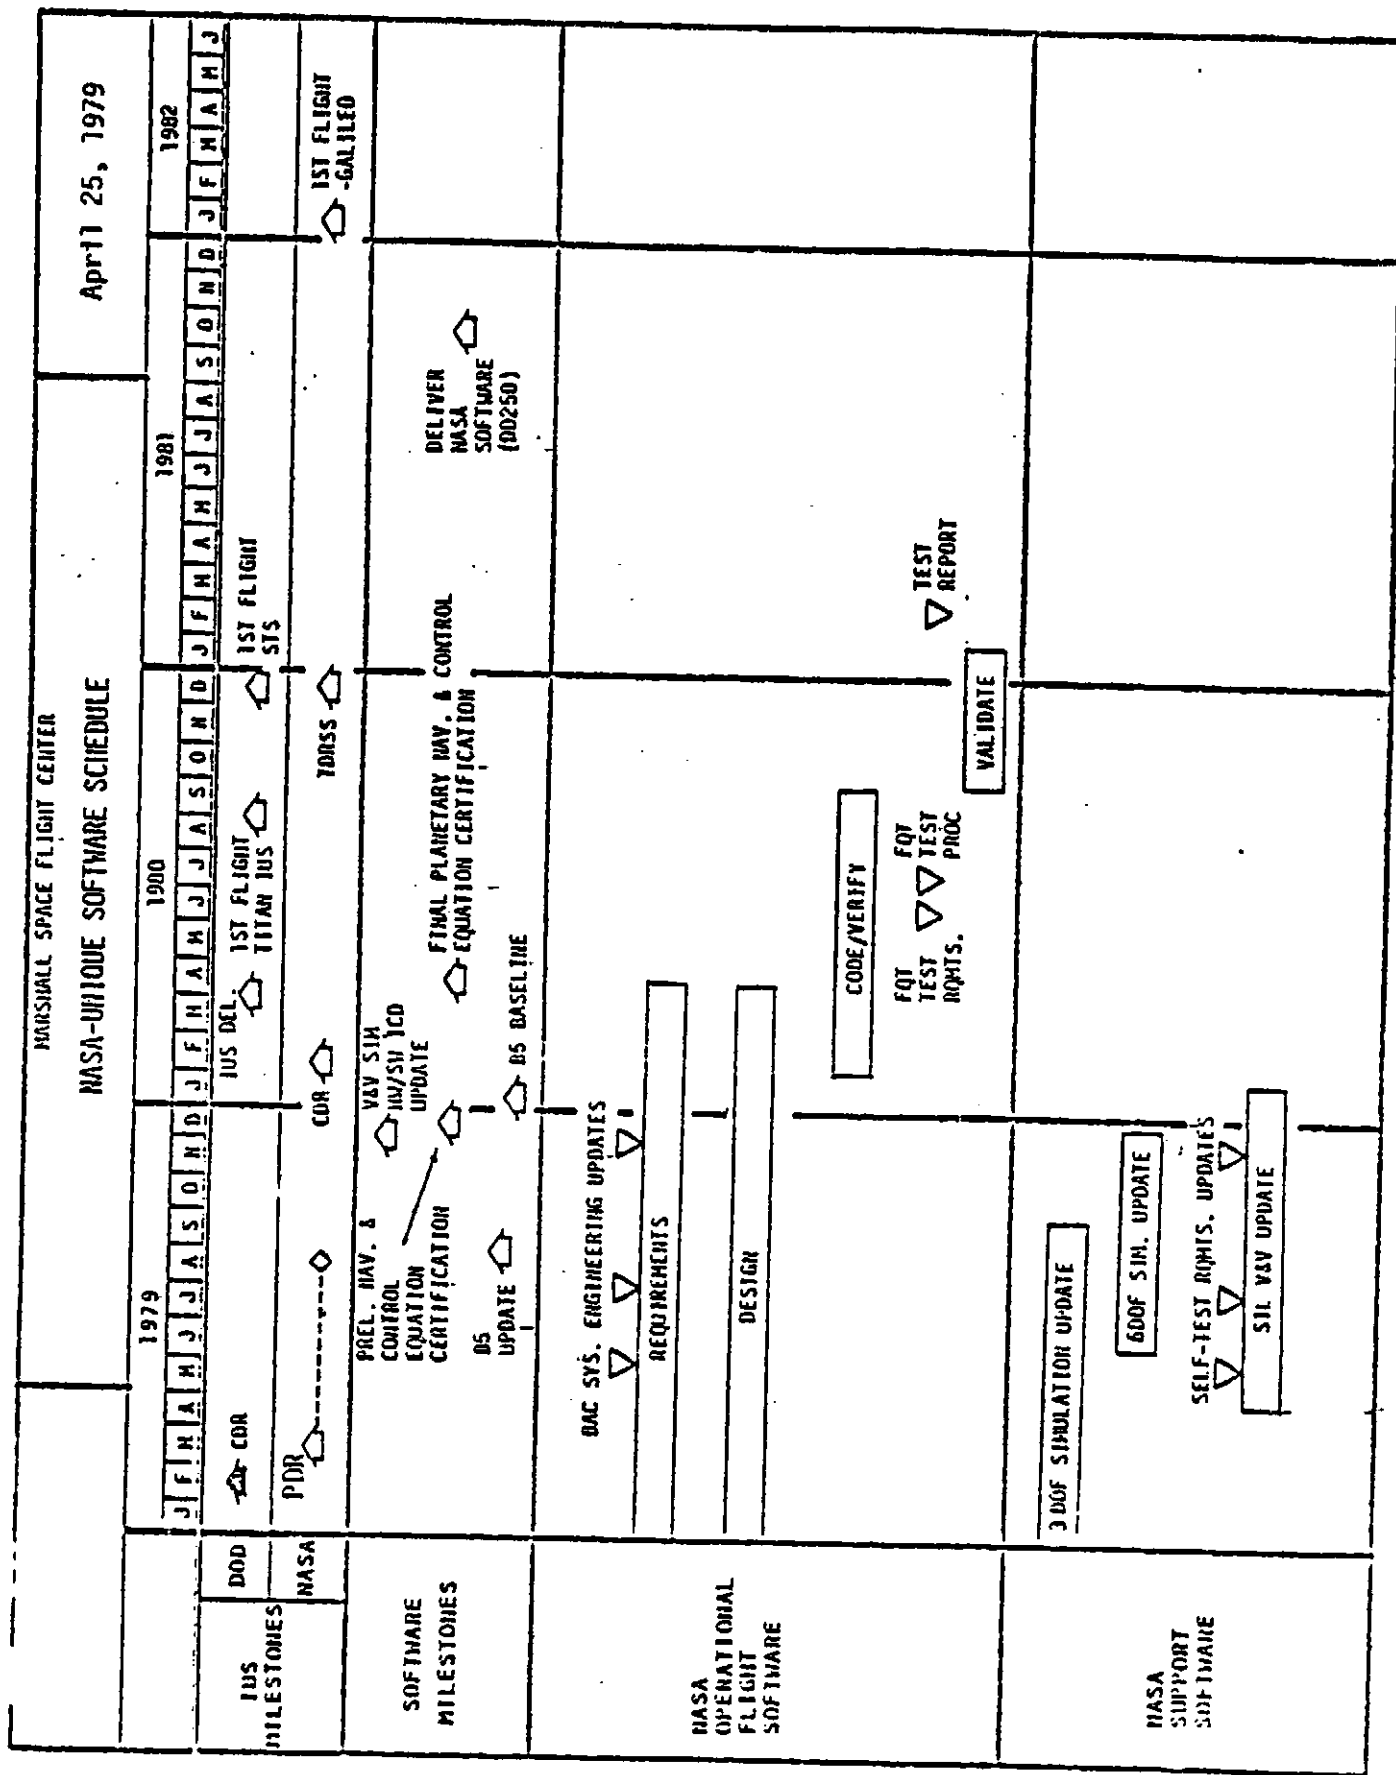 MARSHALL SPACE FLIGHT CENTER
NASA-UNIQUE SOFTWARE SCHEDULE
April 25, 1979
1979
1980
1981
1982
J F M A M J J A S O N D J F M A M J J A S O N D J F M A M J J A S O N D J F M A M J
IUS
MILESTONES
DOD
CDR
IUS DEL.
1ST FLIGHT
TITAN IUS
1ST FLIGHT
STS
NASA
PDR
CDR
TDRSS
1ST FLIGHT
-GALILEO
SOFTWARE
MILESTONES
PREL. NAV. &
CONTROL
EQUATION
CERTIFICATION
V&V SIM
HW/SW ICD
UPDATE
B5
UPDATE
B5 BASELINE
FINAL PLANETARY NAV. & CONTROL
EQUATION CERTIFICATION
DELIVER
NASA
SOFTWARE
(DD250)
NASA
OPERATIONAL
FLIGHT
SOFTWARE
BAC SYS. ENGINEERING UPDATES
REQUIREMENTS
DESIGN
CODE/VERIFY
FQT
TEST
RQMTS.
FQT
TEST
PROC
VALIDATE
TEST
REPORT
NASA
SUPPORT
SOFTWARE
3 DOF SIMULATION UPDATE
6DOF SIM. UPDATE
SELF-TEST RQMTS. UPDATES
SIL V&V UPDATE